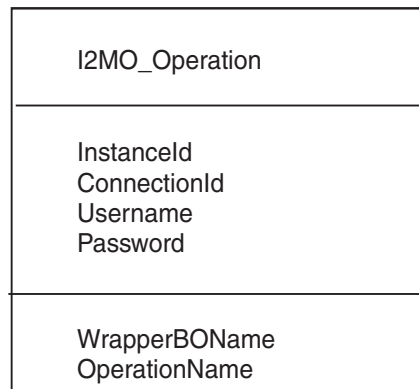 I2MO_Operation
InstanceId
ConnectionId
Username
Password
WrapperBOName
OperationName